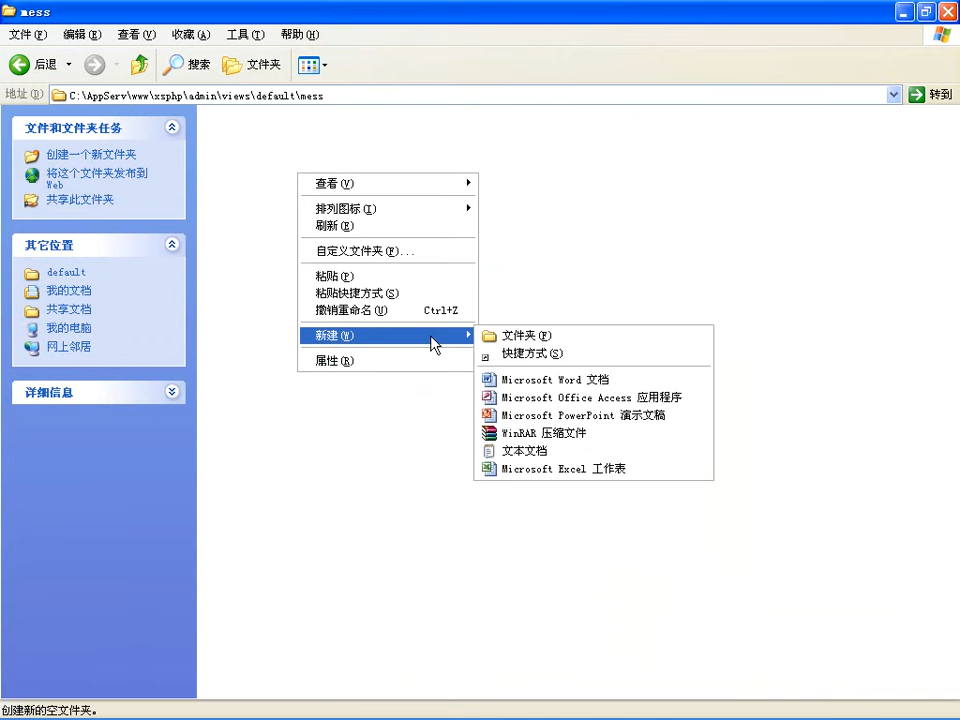 mess
文件(F) 编辑(E) 查看(V) 收藏(A) 工具(T) 帮助(H)
后退 搜索 文件夹
地址(D) C:\AppServ\www\xsphp\admin\views\default\mess 转到
文件和文件夹任务
创建一个新文件夹
将这个文件夹发布到
Web
共享此文件夹
其它位置
default
我的文档
共享文档
我的电脑
网上邻居
详细信息
查看(V)
排列图标(I)
刷新(E)
自定义文件夹(F)...
粘贴(P)
粘贴快捷方式(S)
撤销重命名(U) Ctrl+Z
新建(W)
属性(R)
文件夹(F)
快捷方式(S)
Microsoft Word 文档
Microsoft Office Access 应用程序
Microsoft PowerPoint 演示文稿
WinRAR 压缩文件
文本文档
Microsoft Excel 工作表
创建新的空文件夹。